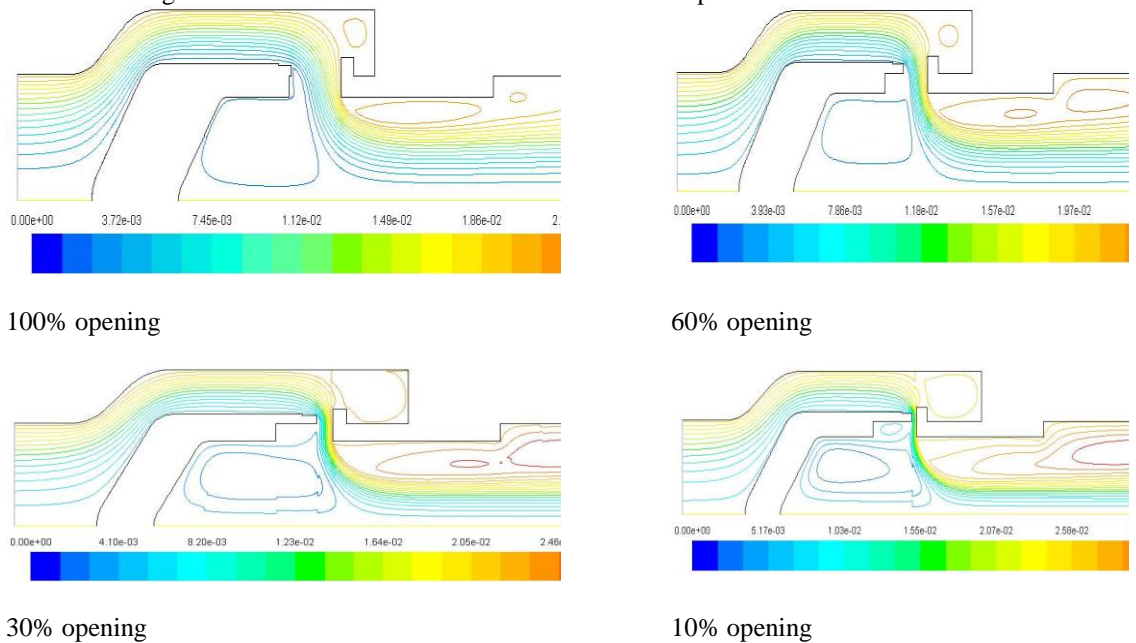 0.00e+00 3.72e-03 7.45e-03 1.12e-02 1.49e-02 1.86e-02
0.00e+00 3.93e-03 7.86e-03 1.18e-02 1.57e-02 1.97e-02
100% opening
60% opening
0.00e+00 4.10e-03 8.20e-03 1.23e-02 1.64e-02 2.05e-02
0.00e+00 5.17e-03 1.03e-02 1.55e-02 2.07e-02 2.58e-02
30% opening
10% opening